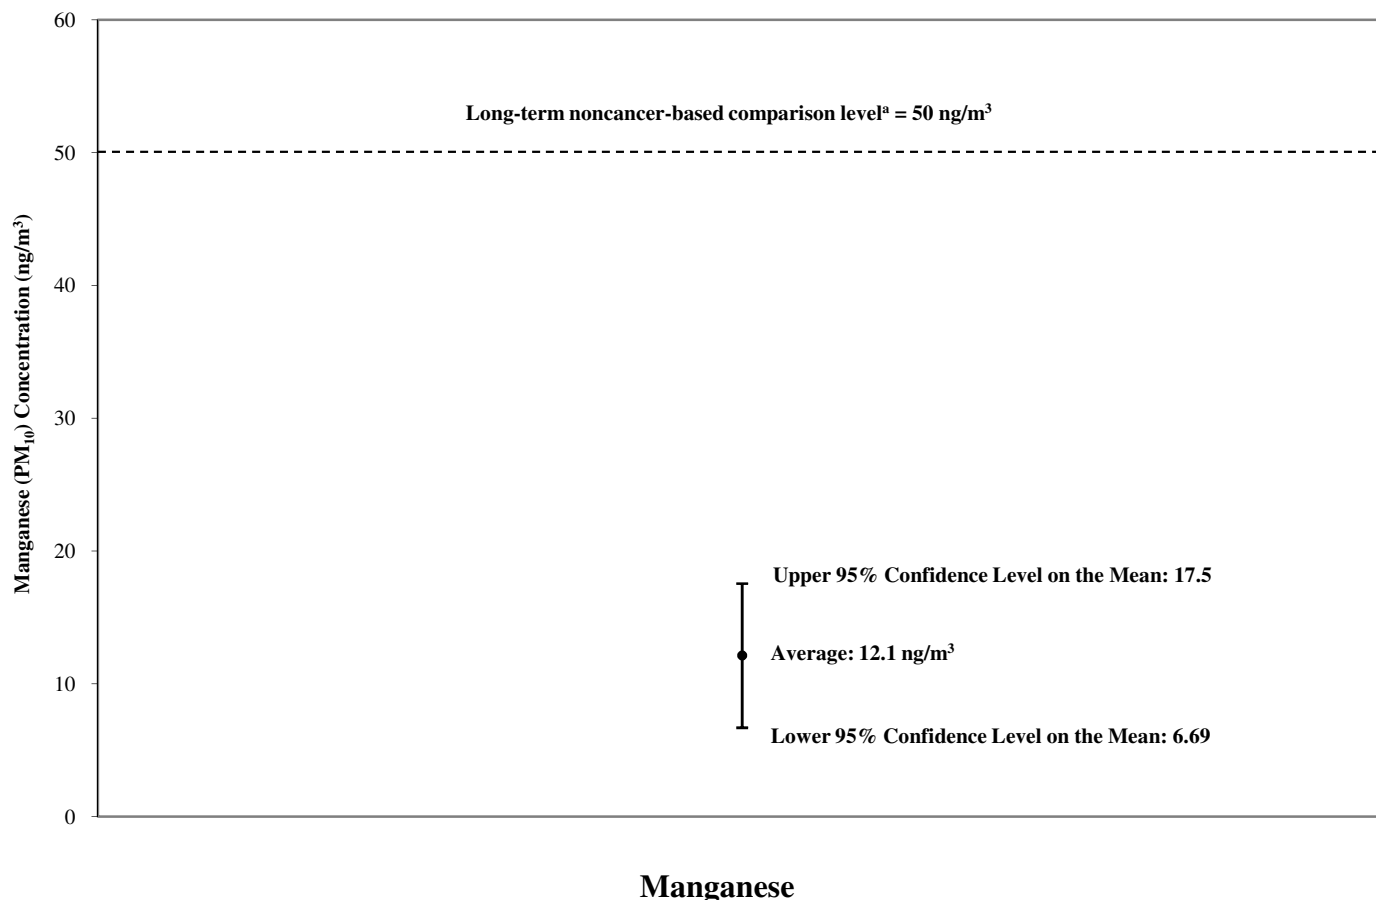 60
Long-term noncancer-based comparison levelᵃ = 50 ng/m³
50
Manganese (PM₁₀) Concentration (ng/m³)
40
30
20
Upper 95% Confidence Level on the Mean: 17.5
Average: 12.1 ng/m³
10
Lower 95% Confidence Level on the Mean: 6.69
0
Manganese